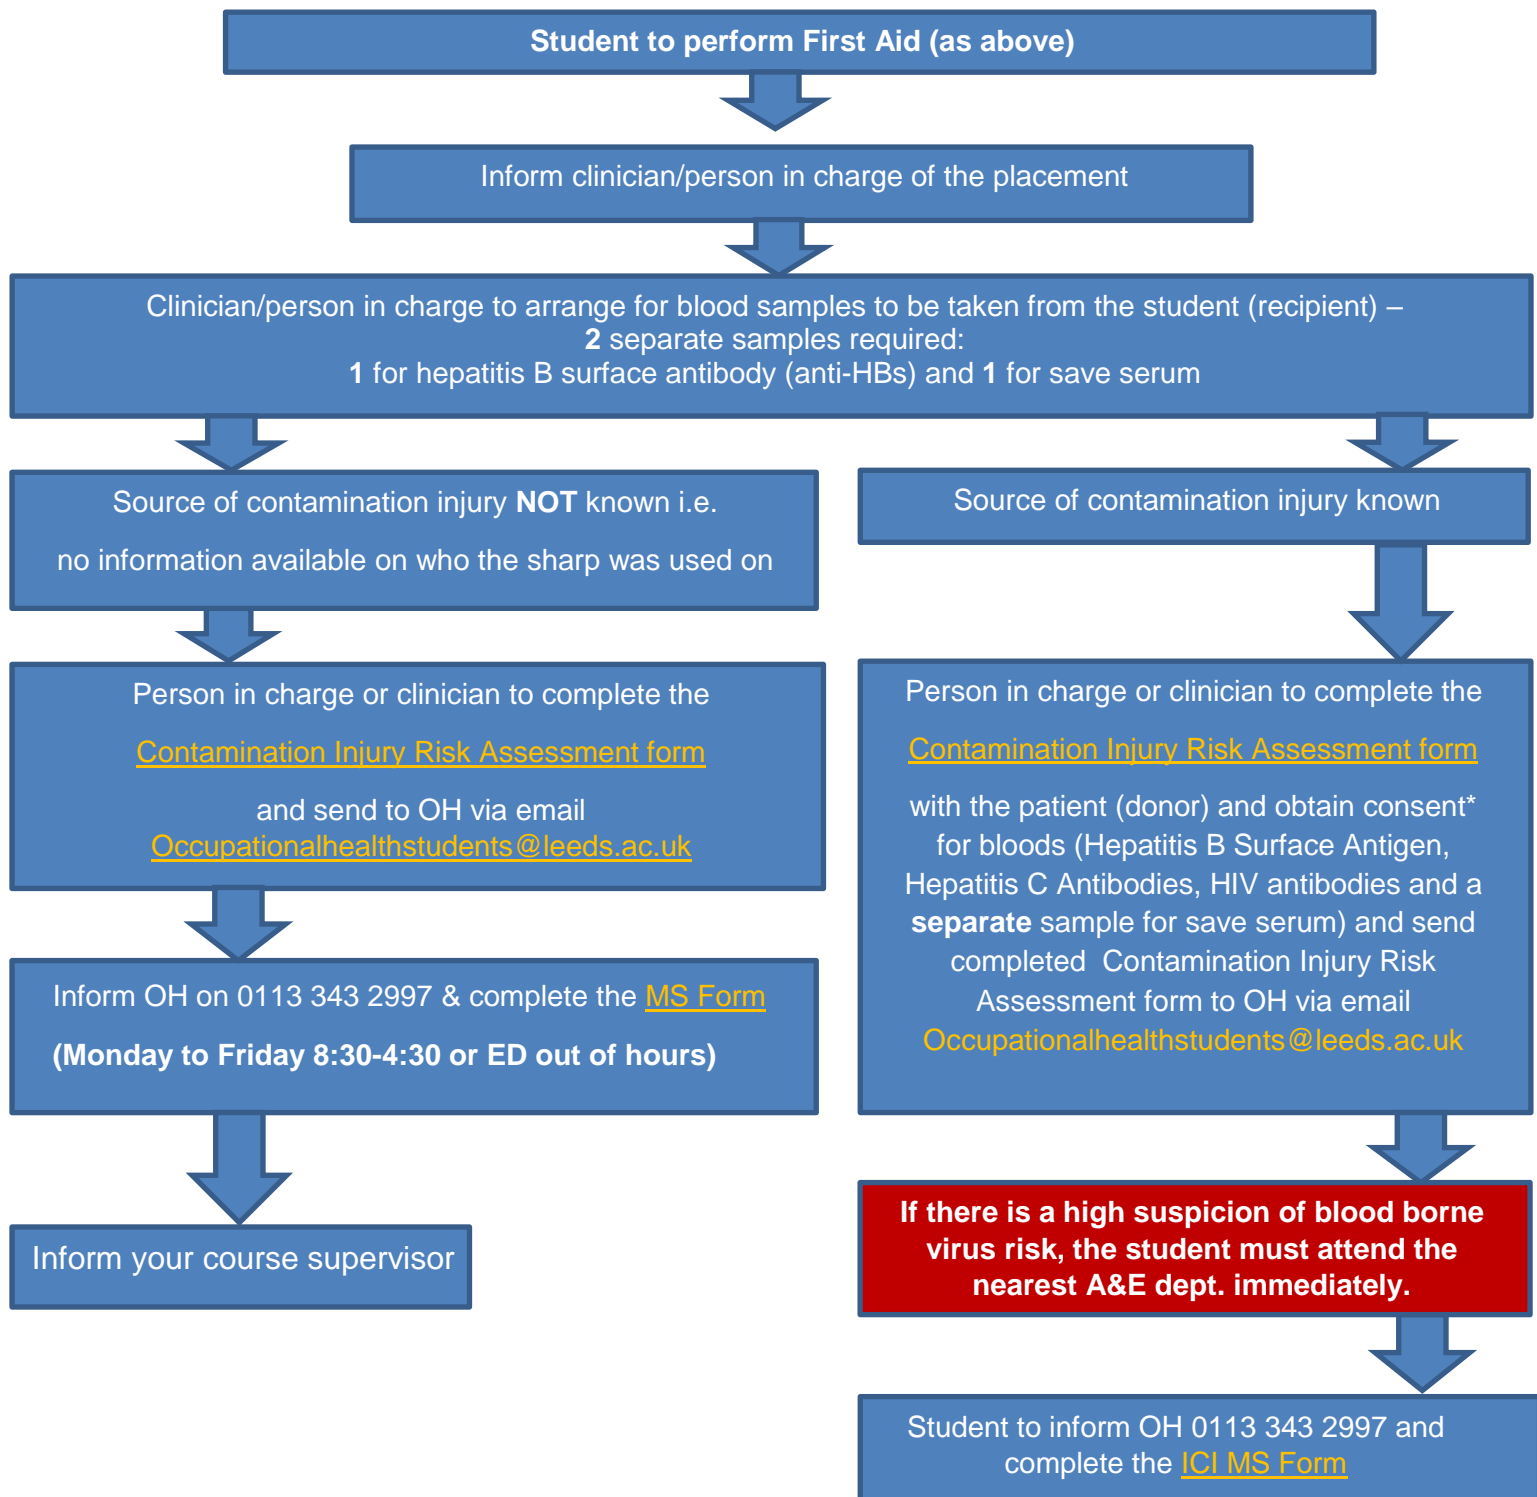 Student to perform First Aid (as above)
Inform clinician/person in charge of the placement
Clinician/person in charge to arrange for blood samples to be taken from the student (recipient) –
2 separate samples required:
1 for hepatitis B surface antibody (anti-HBs) and 1 for save serum
Source of contamination injury NOT known i.e.
no information available on who the sharp was used on
Person in charge or clinician to complete the
Contamination Injury Risk Assessment form
and send to OH via email
Occupationalhealthstudents@leeds.ac.uk
Inform OH on 0113 343 2997 & complete the MS Form
(Monday to Friday 8:30-4:30 or ED out of hours)
Inform your course supervisor
Source of contamination injury known
Person in charge or clinician to complete the
Contamination Injury Risk Assessment form
with the patient (donor) and obtain consent*
for bloods (Hepatitis B Surface Antigen,
Hepatitis C Antibodies, HIV antibodies and a
separate sample for save serum) and send
completed  Contamination Injury Risk
Assessment form to OH via email
Occupationalhealthstudents@leeds.ac.uk
If there is a high suspicion of blood borne
virus risk, the student must attend the
nearest A&E dept. immediately.
Student to inform OH 0113 343 2997 and
complete the ICI MS Form